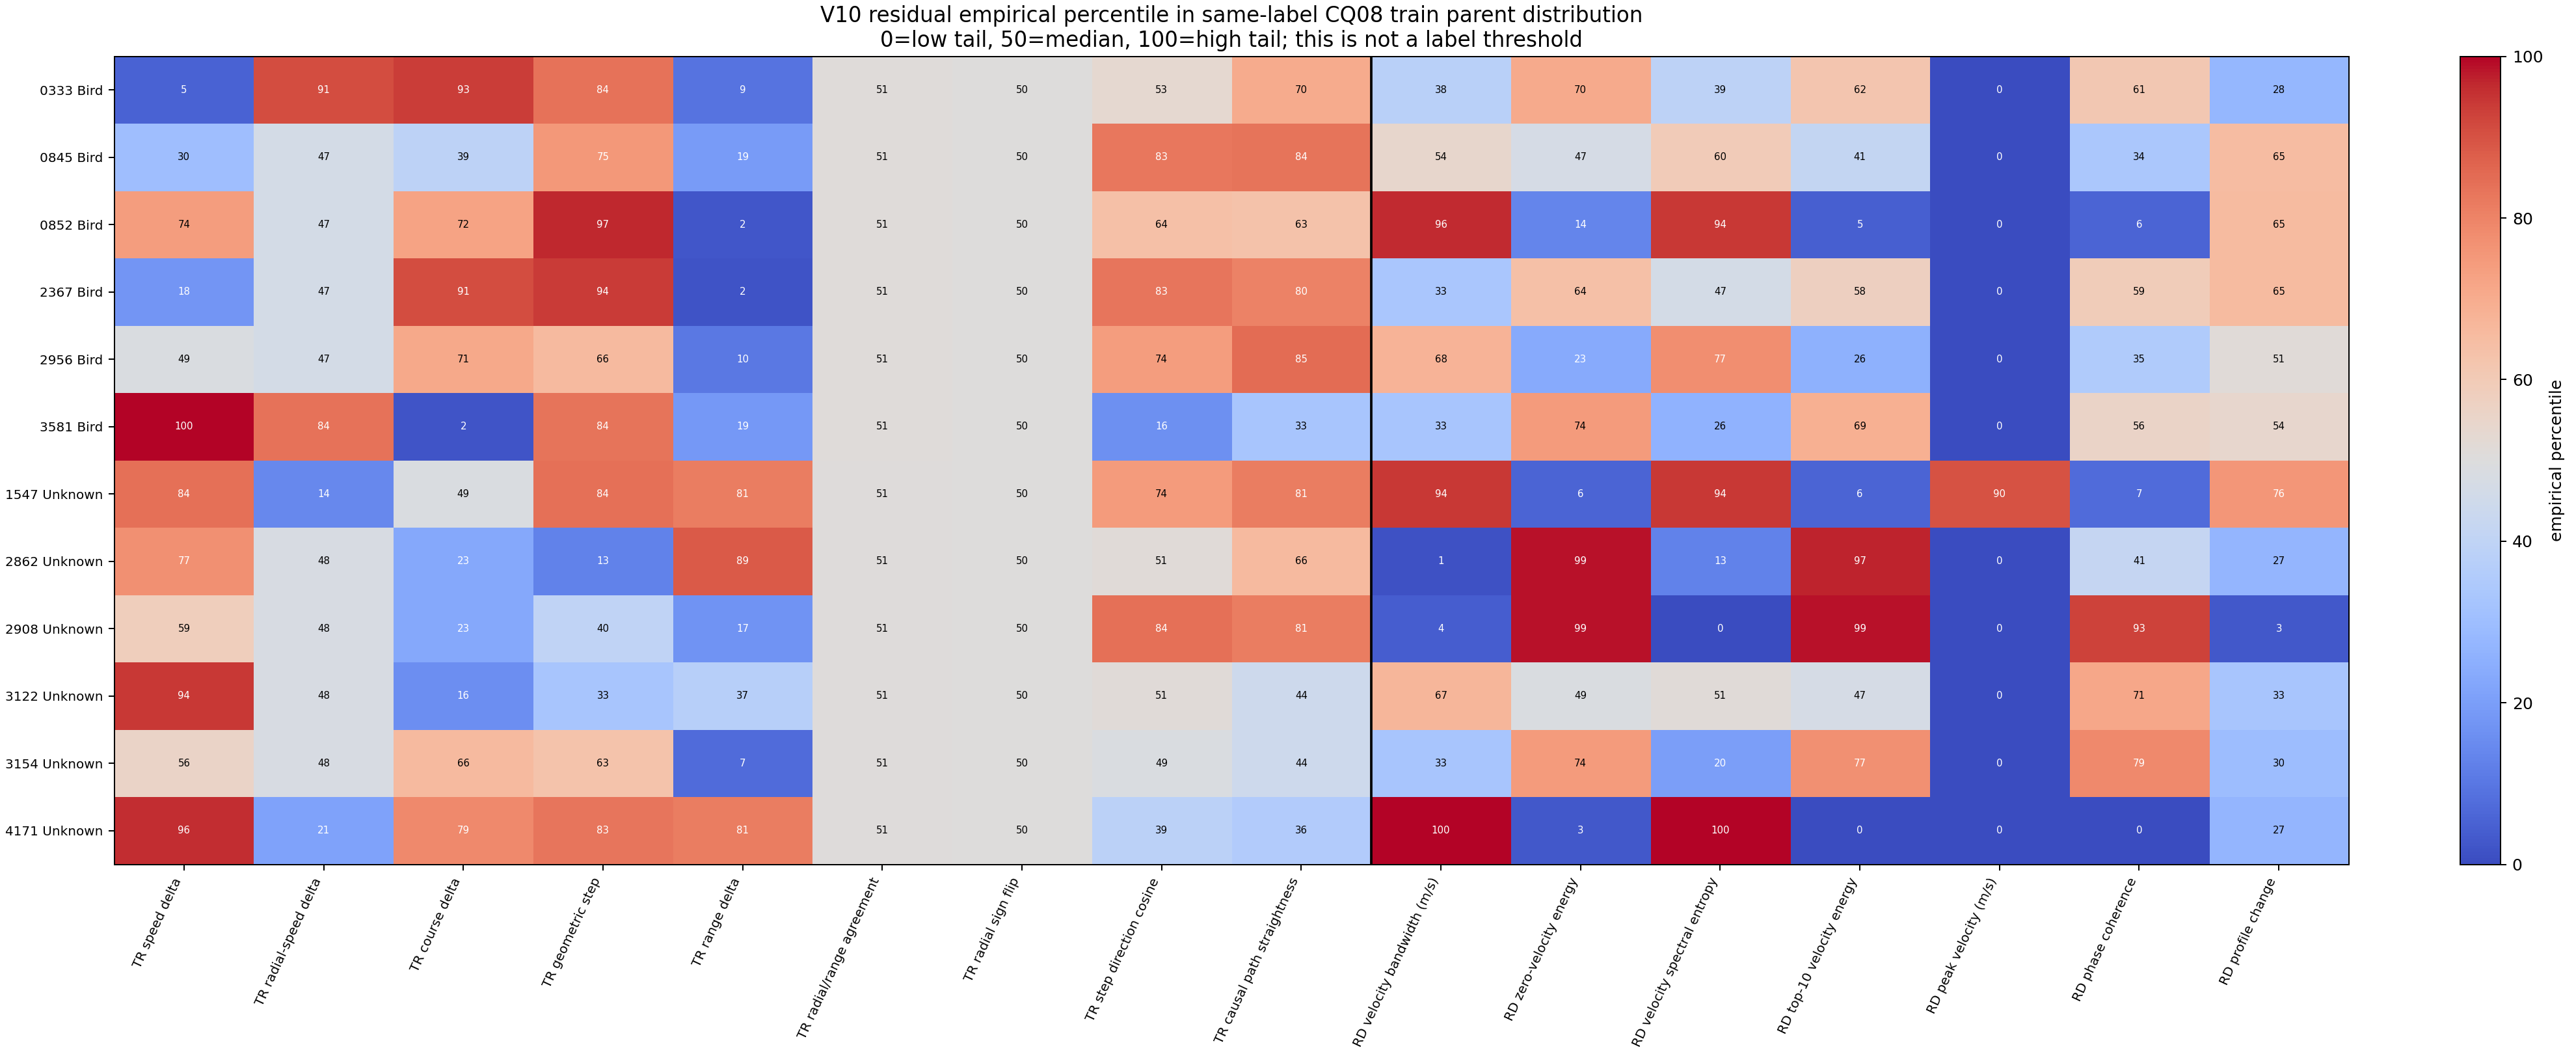 V10 residual empirical percentile in same-label CQ08 train parent distribution
0=low tail, 50=median, 100=high tail; this is not a label threshold
0333 Bird 5 91 93 84 9 51 50 53 70 38 70 39 62 0 61 28
0845 Bird 30 47 39 75 19 51 50 83 84 54 47 60 41 0 34 65
0852 Bird 74 47 72 97 2 51 50 64 63 96 14 94 5 0 6 65
2367 Bird 18 47 91 94 2 51 50 83 80 33 64 47 58 0 59 65
2956 Bird 49 47 71 66 10 51 50 74 85 68 23 77 26 0 35 51
3581 Bird 100 84 2 84 19 51 50 16 33 33 74 26 69 0 56 54
1547 Unknown 84 14 49 84 81 51 50 74 81 94 6 94 6 90 7 76
2862 Unknown 77 48 23 13 89 51 50 51 66 1 99 13 97 0 41 27
2908 Unknown 59 48 23 40 17 51 50 84 81 4 99 0 99 0 93 3
3122 Unknown 94 48 16 33 37 51 50 51 44 67 49 51 47 0 71 33
3154 Unknown 56 48 66 63 7 51 50 49 44 33 74 20 77 0 79 30
4171 Unknown 96 21 79 83 81 51 50 39 36 100 3 100 0 0 0 27
TR speed delta
TR radial-speed delta
TR course delta
TR geometric step
TR range delta
TR radial/range agreement
TR radial sign flip
TR step direction cosine
TR causal path straightness
RD velocity bandwidth (m/s)
RD zero-velocity energy
RD velocity spectral entropy
RD top-10 velocity energy
RD peak velocity (m/s)
RD phase coherence
RD profile change
100
80
60
40
20
0
empirical percentile